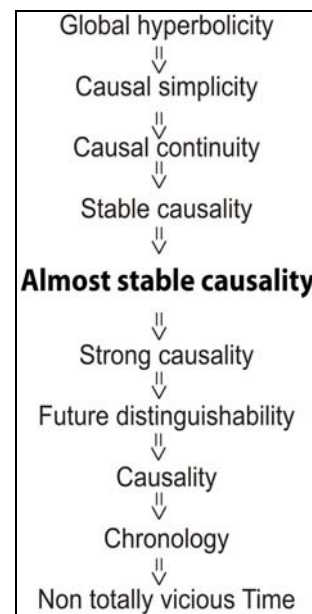 Global hyperbolicity
Causal simplicity
Causal continuity
Stable causality
Almost stable causality
Strong causality
Future distinguishability
Causality
Chronology
Non totally vicious Time